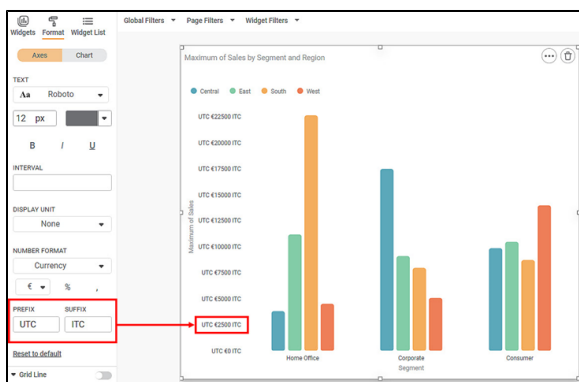 Widgets Format Widget List
Global Filters Page Filters Widget Filters
Axes Chart
TEXT
Aa Roboto
12 px
B I U
INTERVAL
DISPLAY UNIT
None
NUMBER FORMAT
Currency
€ % ,
PREFIX SUFFIX
UTC ITC
Reset to default
Grid Line
Maximum of Sales by Segment and Region
Central East South West
Maximum of Sales
UTC €22500 ITC
UTC €20000 ITC
UTC €17500 ITC
UTC €15000 ITC
UTC €12500 ITC
UTC €10000 ITC
UTC €7500 ITC
UTC €5000 ITC
UTC €2500 ITC
UTC €0 ITC
Home Office Corporate Consumer
Segment